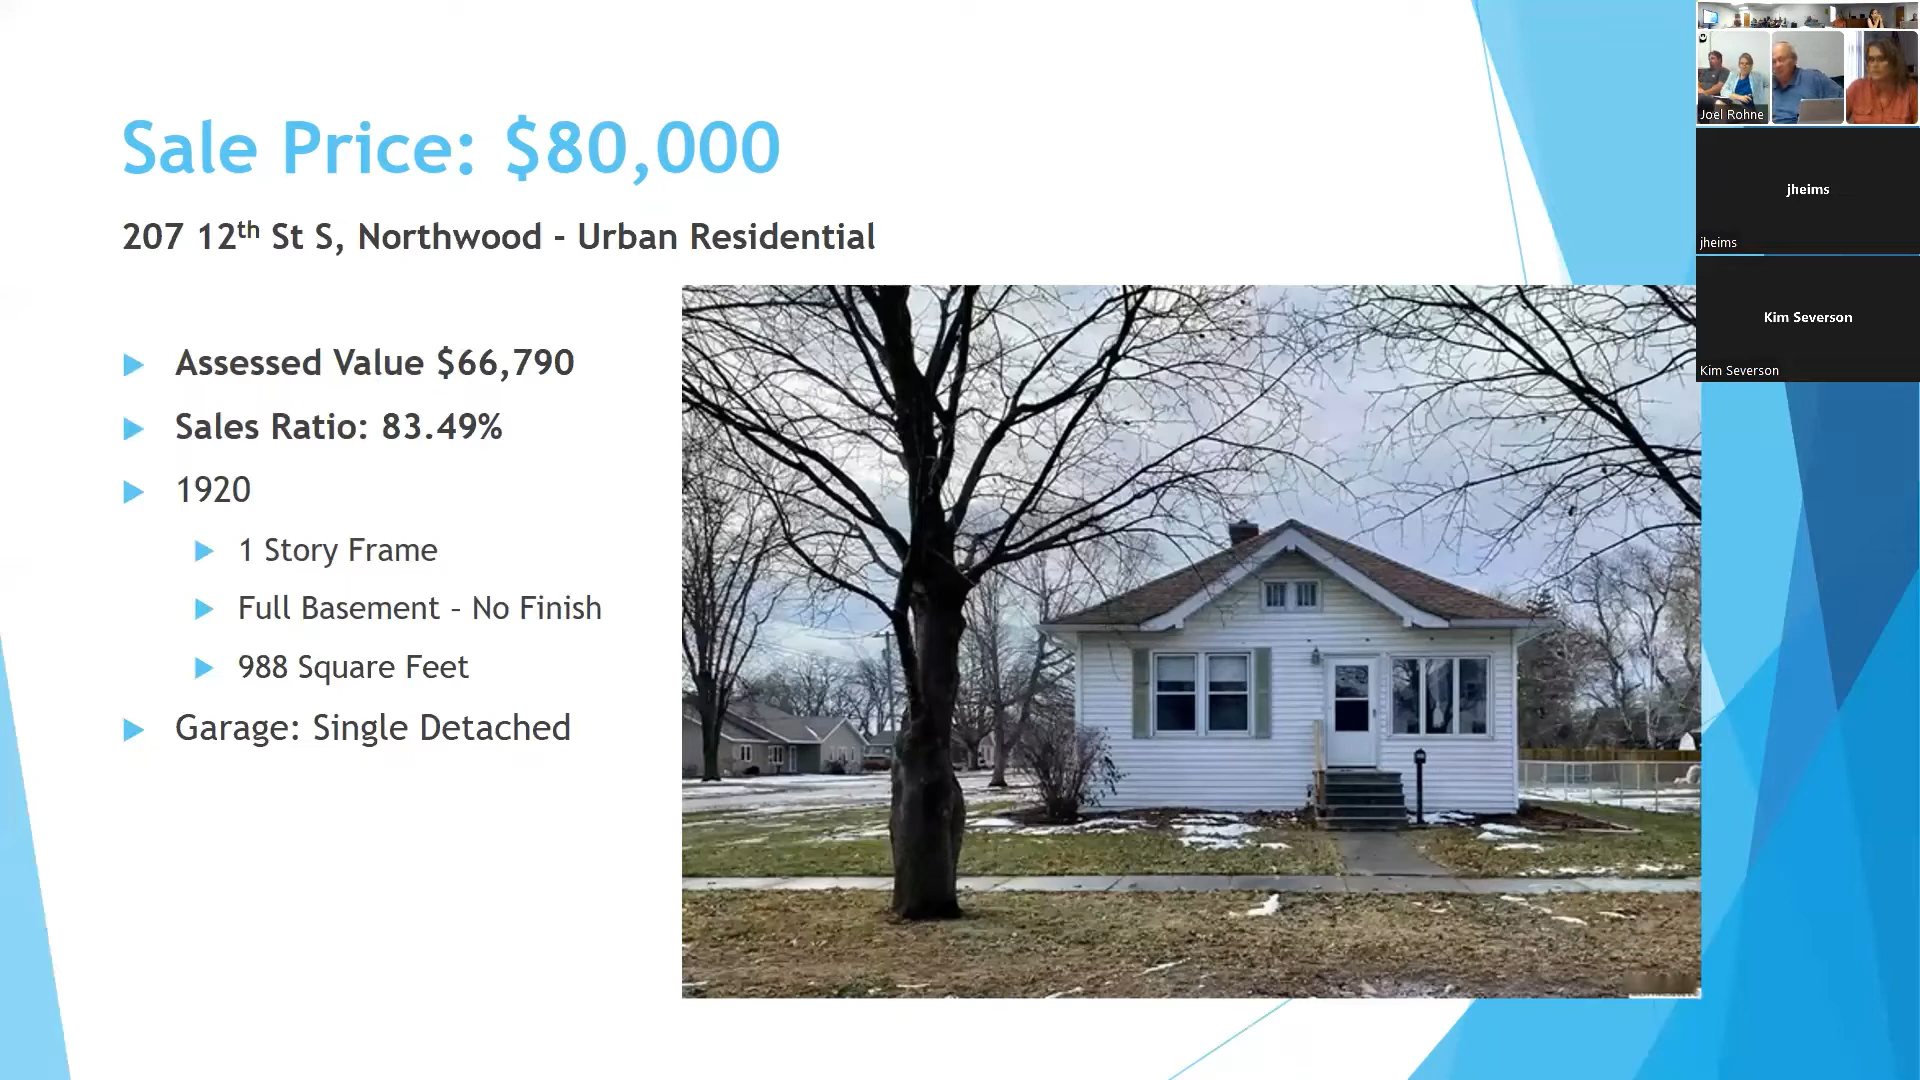 Sale Price: $80,000
207 12th St S, Northwood - Urban Residential
Assessed Value $66,790
Sales Ratio: 83.49%
1920
1 Story Frame
Full Basement – No Finish
988 Square Feet
Garage: Single Detached
Joel Rohne
jheims
jheims
Kim Severson
Kim Severson